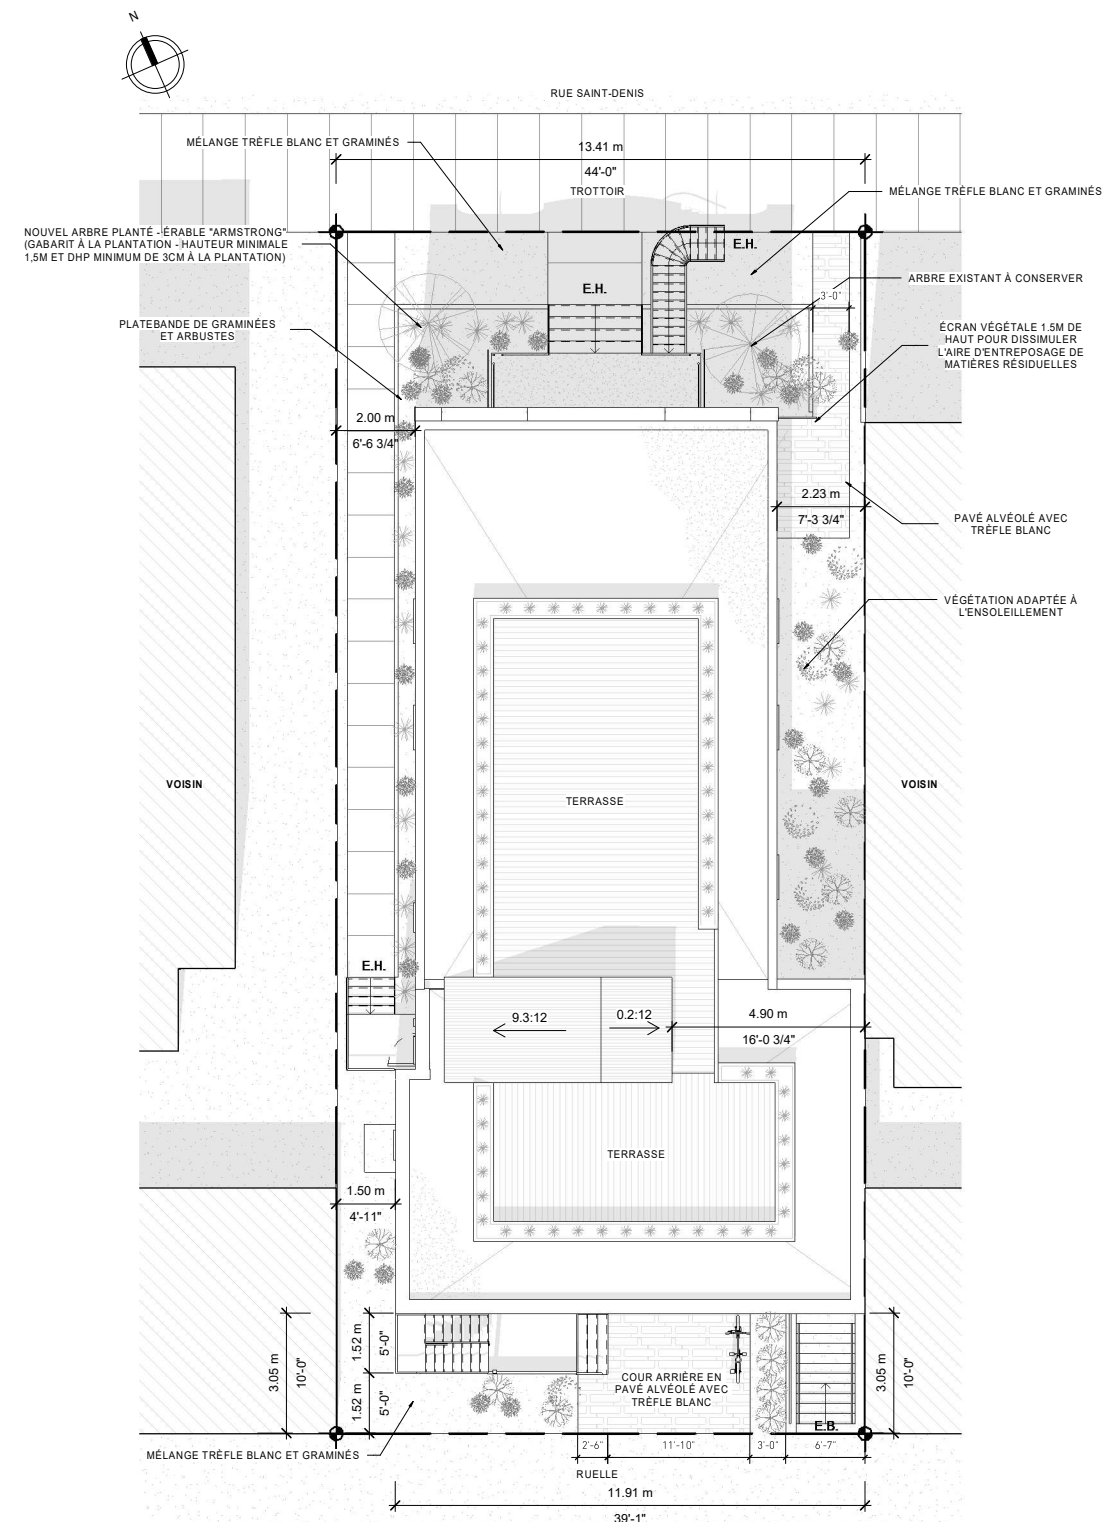 N
RUE SAINT-DENIS
MÉLANGE TRÈFLE BLANC ET GRAMINÉS
13.41 m
44'-0"
TROTTOIR
MÉLANGE TRÈFLE BLANC ET GRAMINÉS
NOUVEL ARBRE PLANTÉ - ÉRABLE "ARMSTRONG"
(GABARIT À LA PLANTATION - HAUTEUR MINIMALE
1,5M ET DHP MINIMUM DE 3CM À LA PLANTATION)
E.H.
E.H.
ARBRE EXISTANT À CONSERVER
3'-0"
PLATEBANDE DE GRAMINÉES
ET ARBUSTES
ÉCRAN VÉGÉTALE 1.5M DE
HAUT POUR DISSIMULER
L'AIRE D'ENTREPOSAGE DE
MATIÈRES RÉSIDUELLES
2.00 m
6'-6 3/4"
2.23 m
7'-3 3/4"
PAVÉ ALVÉOLÉ AVEC
TRÈFLE BLANC
VÉGÉTATION ADAPTÉE À
L'ENSOLEILLEMENT
VOISIN
TERRASSE
VOISIN
E.H.
9.3:12
0.2:12
4.90 m
16'-0 3/4"
TERRASSE
1.50 m
4'-11"
3.05 m
10'-0"
1.52 m
5'-0"
1.52 m
5'-0"
COUR ARRIÈRE EN
PAVÉ ALVÉOLÉ AVEC
TRÈFLE BLANC
3.05 m
10'-0"
E.B.
MÉLANGE TRÈFLE BLANC ET GRAMINÉS
2'-6"
11'-10"
3'-0"
6'-7"
RUELLE
11.91 m
39'-1"